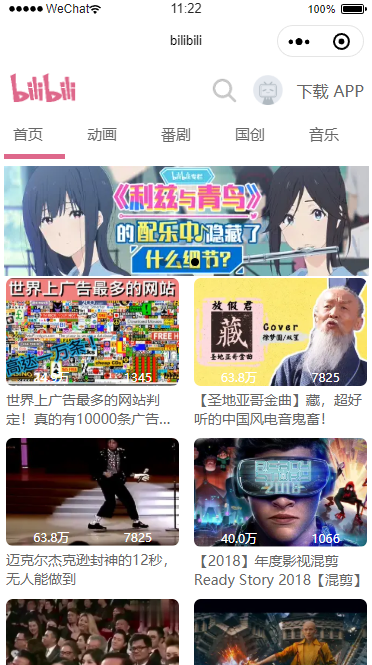 WeChat
11:22
100%
bilibili
bilibili
下载 APP
首页 动画 番剧 国创 音乐
bilibili
《利兹与青鸟》
的配乐中隐藏了
什么细节?
世界上广告最多的网站
1345
世界上广告最多的网站判
定！真的有10000条广告...
放假君
藏
Cover
圣地亚哥金曲
63.8万 7825
【圣地亚哥金曲】藏，超好
听的中国风电音鬼畜！
63.8万 7825
迈克尔杰克逊封神的12秒，
无人能做到
2018
40.0万 1066
【2018】年度影视混剪
Ready Story 2018【混剪】